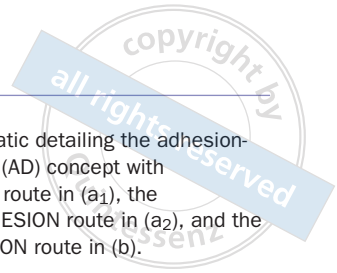 copyright by
all rights reserved
Quintessenz
atic detailing the adhesion-
(AD) concept with
route in (a1), the
ESION route in (a2), and the
ON route in (b).